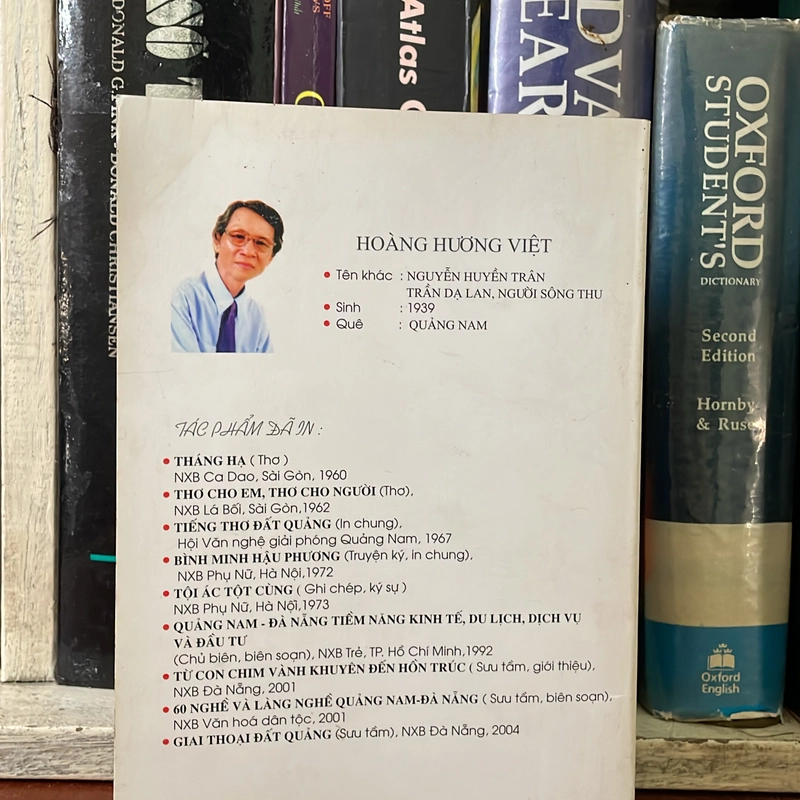 DONALD CHRISTANSEN
Atlas
OXFORD
STUDENT'S
DICTIONARY
Second
Edition
Hornby
& Ruse
Oxford
English
HOÀNG HƯƠNG VIỆT
• Tên khác : NGUYỄN HUYỀN TRÂN
TRẦN DẠ LAN, NGƯỜI SÔNG THU
• Sinh : 1939
• Quê : QUẢNG NAM
TÁC PHẨM ĐÃ IN :
• THÁNG HẠ ( Thơ )
NXB Ca Dao, Sài Gòn, 1960
• THƠ CHO EM, THƠ CHO NGƯỜI (Thơ),
NXB Lá Bối, Sài Gòn,1962
• TIẾNG THƠ ĐẤT QUẢNG (In chung),
Hội Văn nghệ giải phóng Quảng Nam, 1967
• BÌNH MINH HẬU PHƯƠNG (Truyện ký, in chung),
NXB Phụ Nữ, Hà Nội,1972
• TỘI ÁC TỘT CÙNG ( Ghi chép, ký sự )
NXB Phụ Nữ, Hà Nội,1973
• QUẢNG NAM - ĐÀ NẴNG TIỀM NĂNG KINH TẾ, DU LỊCH, DỊCH VỤ
VÀ ĐẦU TƯ
(Chủ biên, biên soạn), NXB Trẻ, TP. Hồ Chí Minh,1992
• TỪ CON CHIM VÀNH KHUYÊN ĐẾN HÒN TRÚC ( Sưu tầm, giới thiệu),
NXB Đà Nẵng, 2001
• 60 NGHỀ VÀ LÀNG NGHỀ QUẢNG NAM-ĐÀ NẴNG ( Sưu tầm, biên soạn),
NXB Văn hoá dân tộc, 2001
• GIAI THOẠI ĐẤT QUẢNG (Sưu tầm), NXB Đà Nẵng, 2004